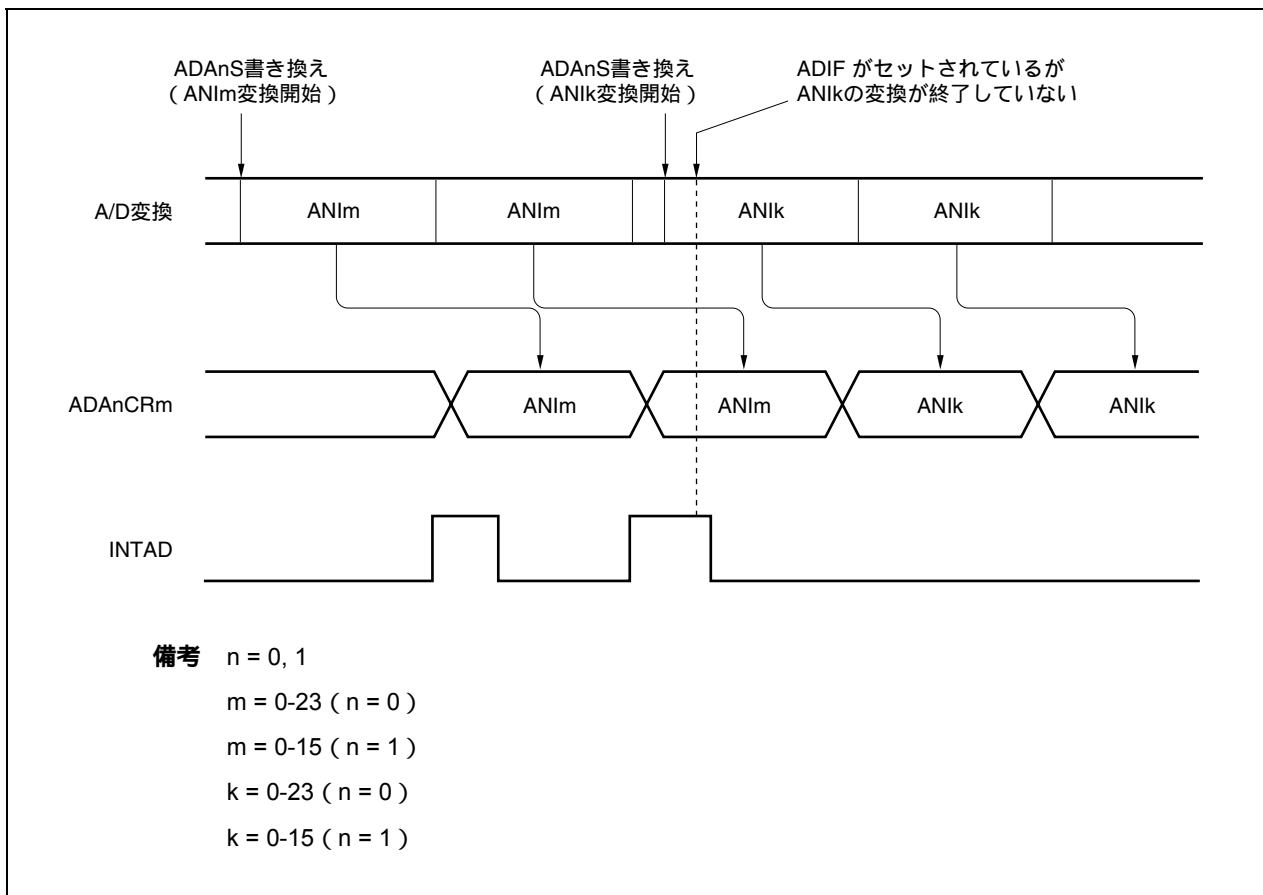 ADAnS書き換え
（ANIm変換開始）
ADAnS書き換え
（ANIk変換開始）
ADIF がセットされているが
ANIkの変換が終了していない
A/D変換
ANIm
ANIm
ANIk
ANIk
ADAnCRm
ANIm
ANIm
ANIk
ANIk
INTAD
備考 n = 0, 1
m = 0-23（n = 0）
m = 0-15（n = 1）
k = 0-23（n = 0）
k = 0-15（n = 1）